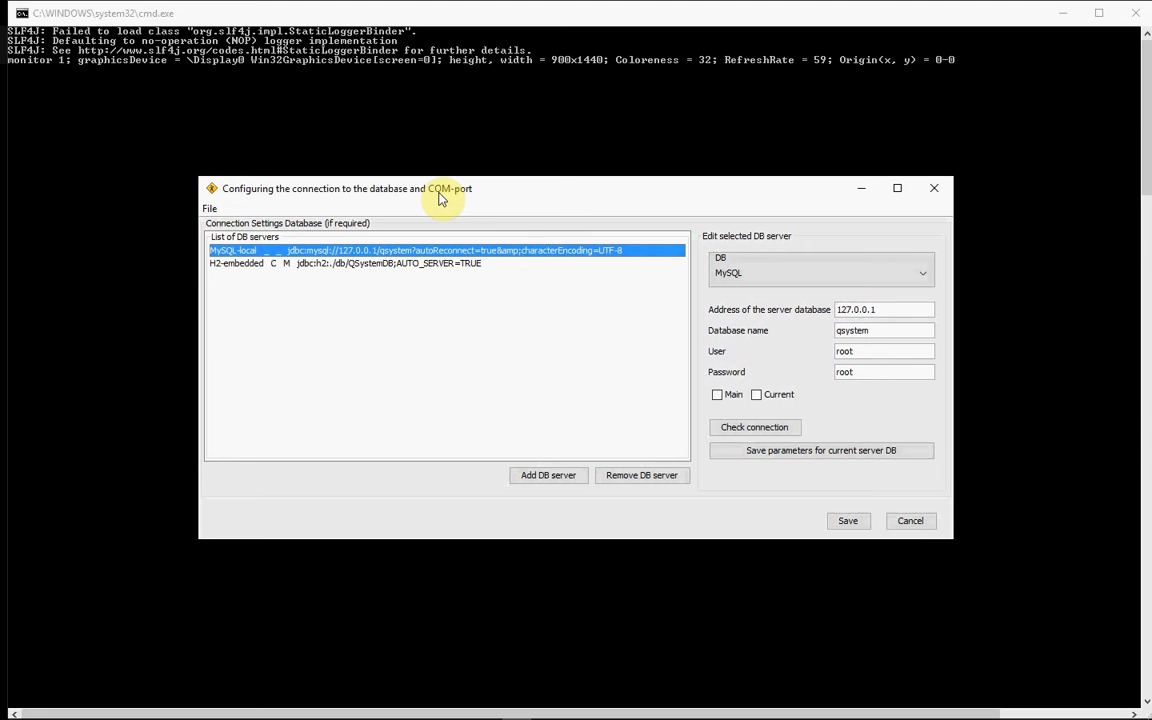 C:\WINDOWS\system32\cmd.exe
SLF4J: Failed to load class "org.slf4j.impl.StaticLoggerBinder".
SLF4J: Defaulting to no-operation (NOP) logger implementation
SLF4J: See http://www.slf4j.org/codes.html#StaticLoggerBinder for further details.
monitor 1; graphicsDevice = \Display0 Win32GraphicsDevice[screen=0]; height, width = 900x1440; Coloreness = 32; RefreshRate = 59; Origin(x, y) = 0-0
Configuring the connection to the database and COM-port
File
Connection Settings Database (if required)
List of DB servers
MySQL-local _ _ jdbc:mysql://127.0.0.1/qsystem?autoReconnect=true&amp;characterEncoding=UTF-8
H2-embedded C M jdbc:h2:./db/QSystemDB;AUTO_SERVER=TRUE
Add DB server
Remove DB server
Edit selected DB server
DB
MySQL
Address of the server database 127.0.0.1
Database name qsystem
User root
Password root
Main Current
Check connection
Save parameters for current server DB
Save
Cancel